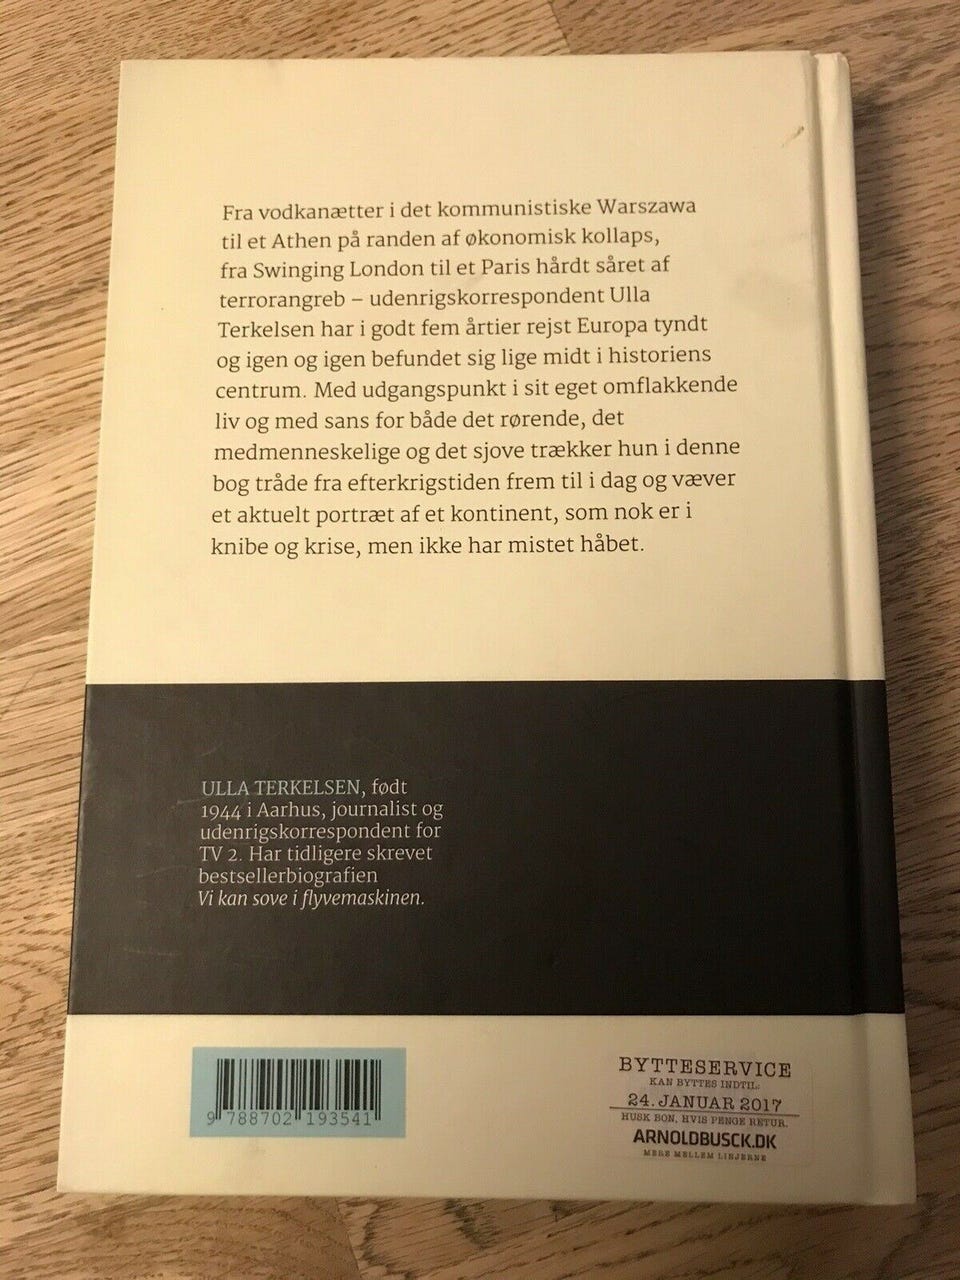 Fra vodkanætter i det kommunistiske Warszawa
til et Athen på randen af økonomisk kollaps,
fra Swinging London til et Paris hårdt såret af
terrorangreb – udenrigskorrespondent Ulla
Terkelsen har i godt fem årtier rejst Europa tyndt
og igen og igen befundet sig lige midt i historiens
centrum. Med udgangspunkt i sit eget omflakkende
liv og med sans for både det rørende, det
medmenneskelige og det sjove trækker hun i denne
bog tråde fra efterkrigstiden frem til i dag og væver
et aktuelt portræt af et kontinent, som nok er i
knibe og krise, men ikke har mistet håbet.
ULLA TERKELSEN, født
1944 i Aarhus, journalist og
udenrigskorrespondent for
TV 2. Har tidligere skrevet
bestsellerbiografien
Vi kan sove i flyvemaskinen.
9 788702 193541
BYTTESERVICE
KAN BYTTES INDTIL:
24. JANUAR 2017
HUSK BON, HVIS PENGE RETUR.
ARNOLDBUSCK.DK
MERE MELLEM LINJERNE